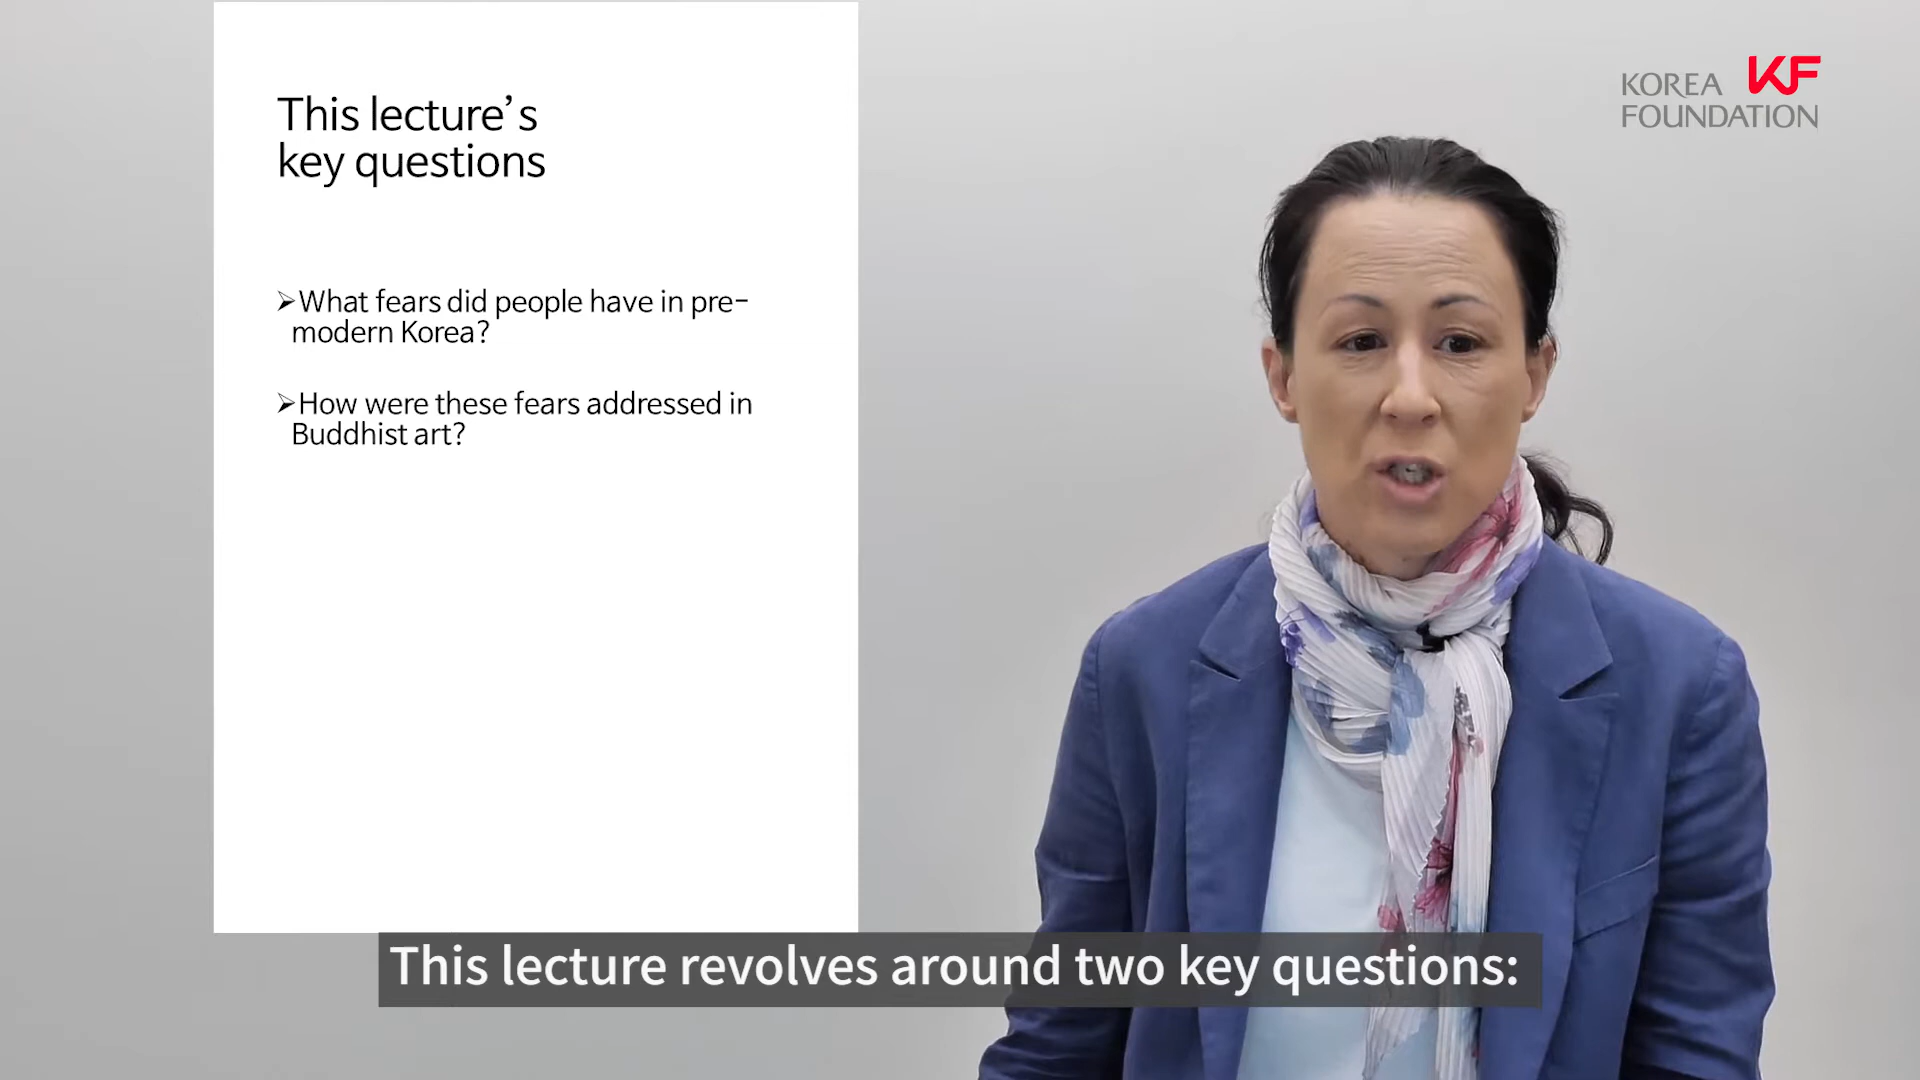 This lecture’s
key questions
➢What fears did people have in pre-
modern Korea?
➢How were these fears addressed in
Buddhist art?
KOREA KF
FOUNDATION
This lecture revolves around two key questions: